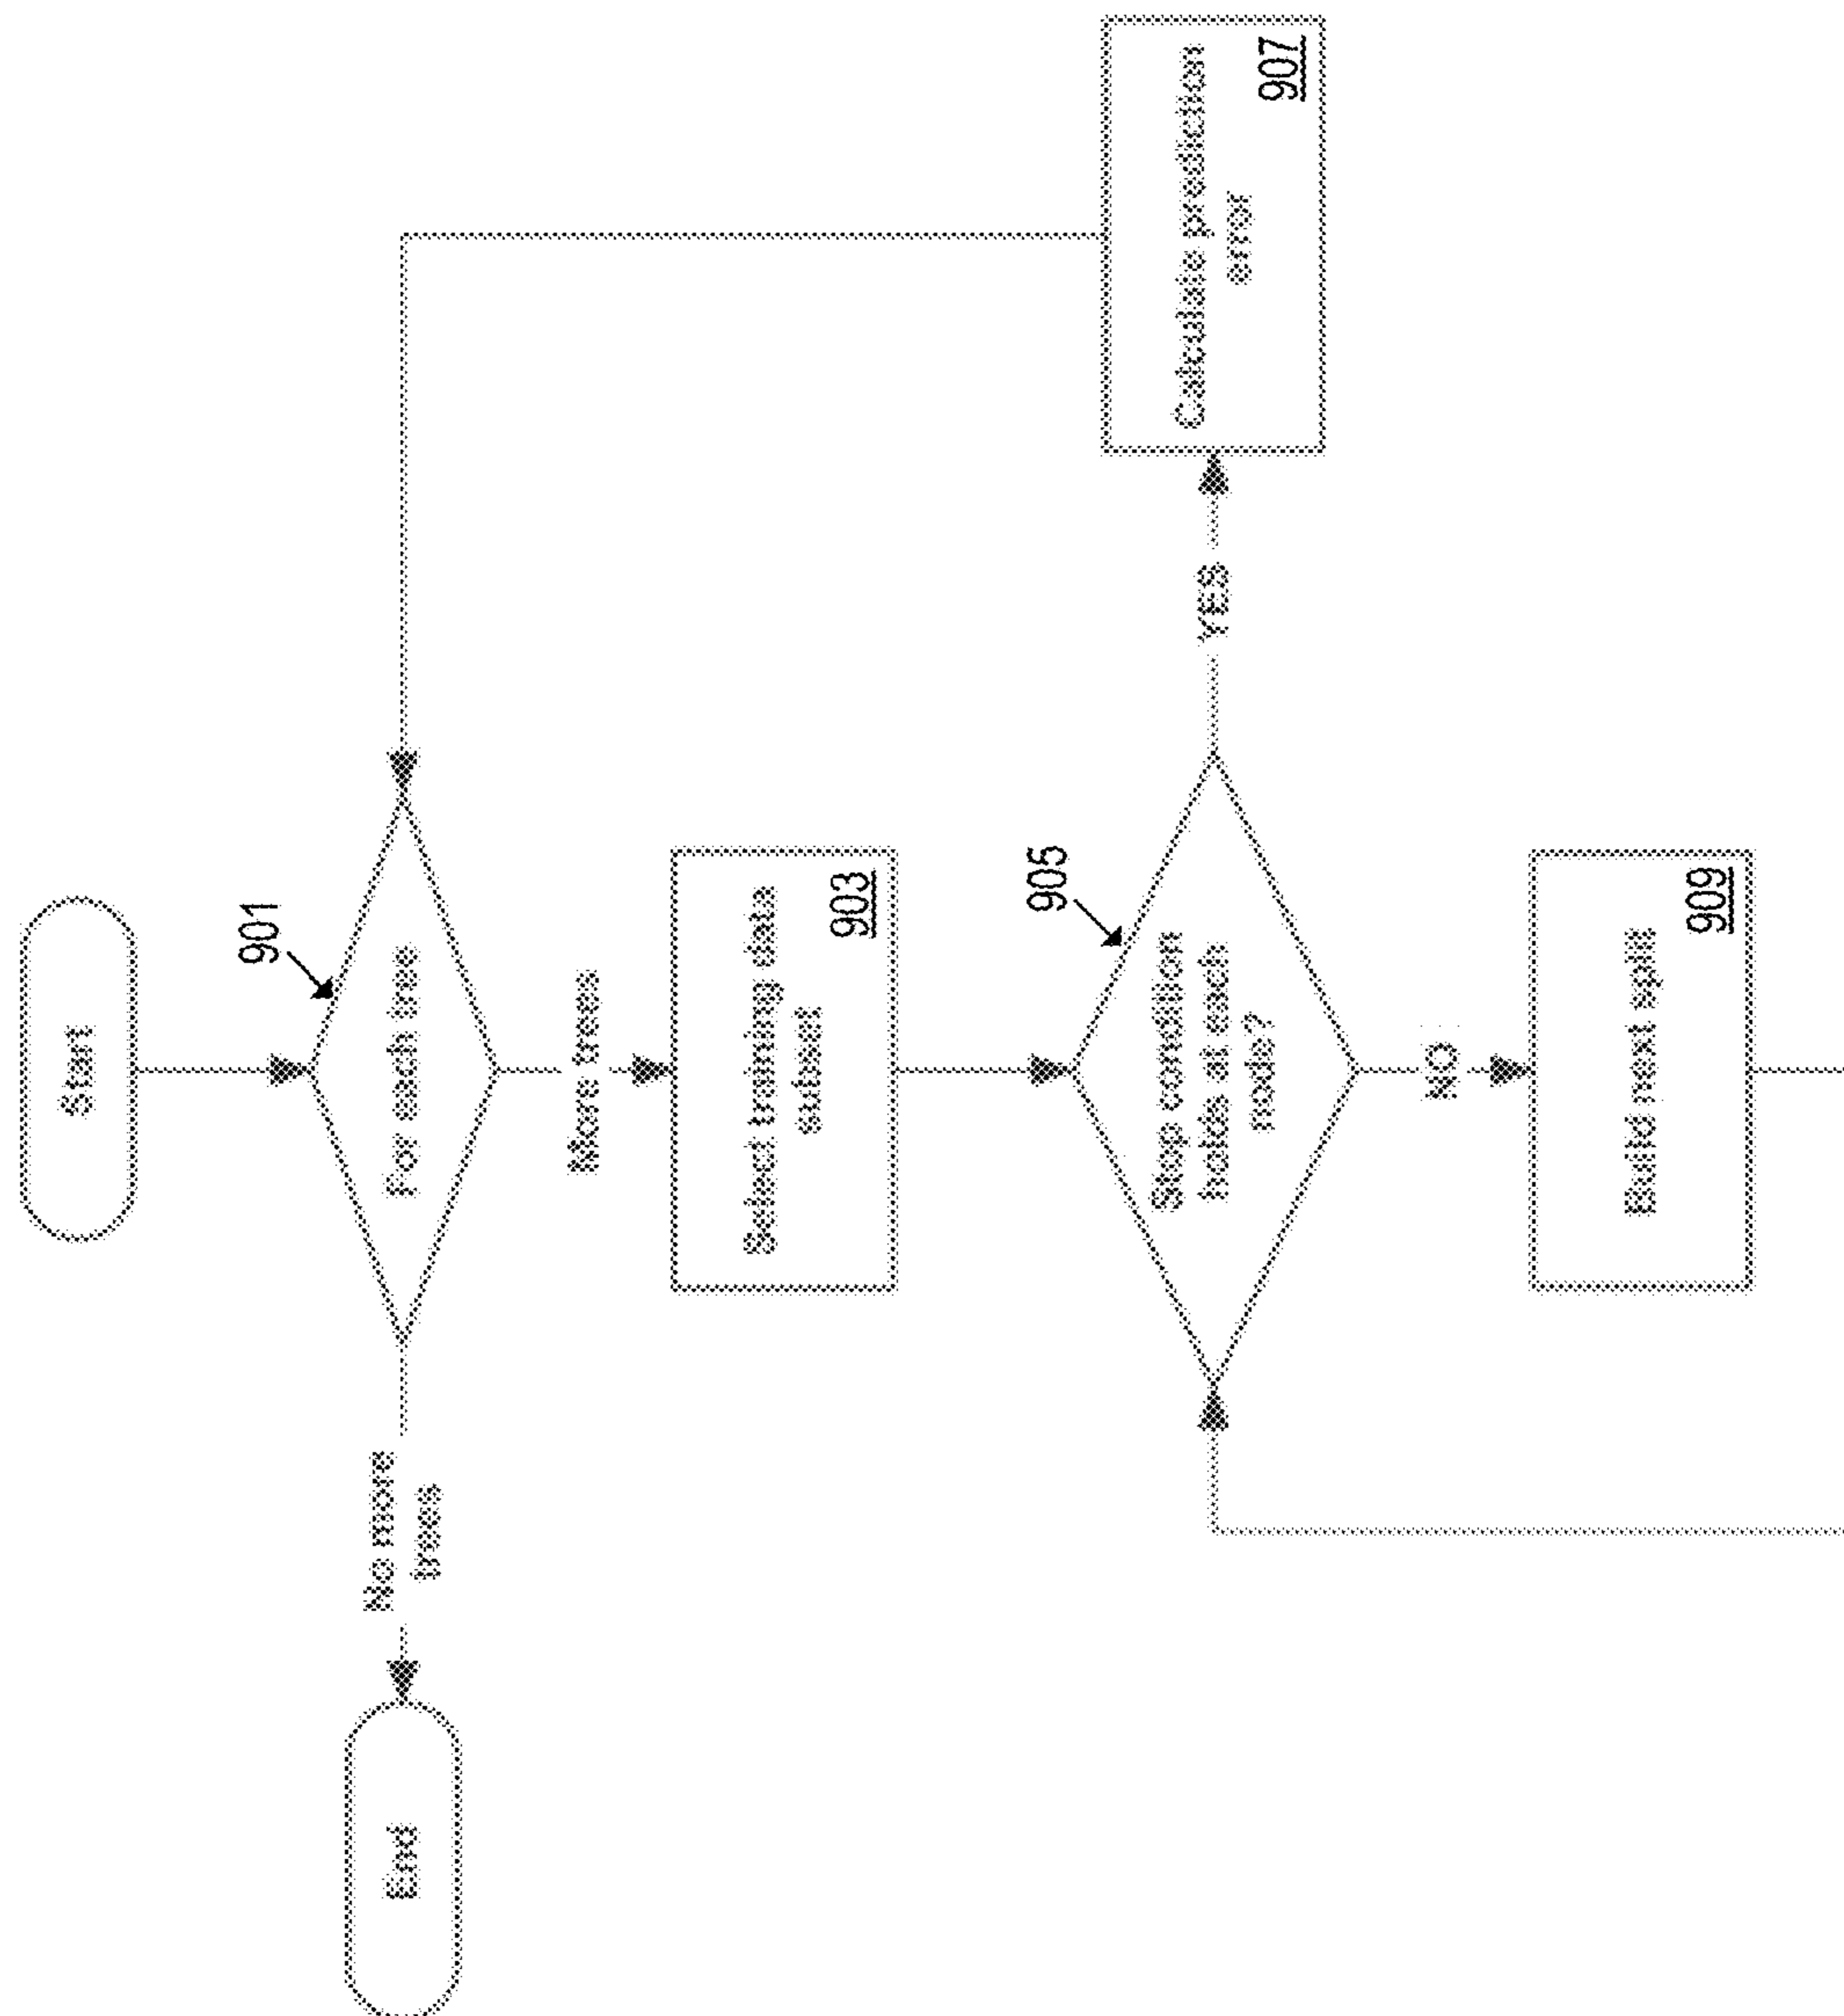 Start
901
For each tree
No more
trees
End
More trees
Select training data
subset
903
905
Stop condition
holds at each
node?
YES
Calculate prediction
error
907
NO
Build next split
909